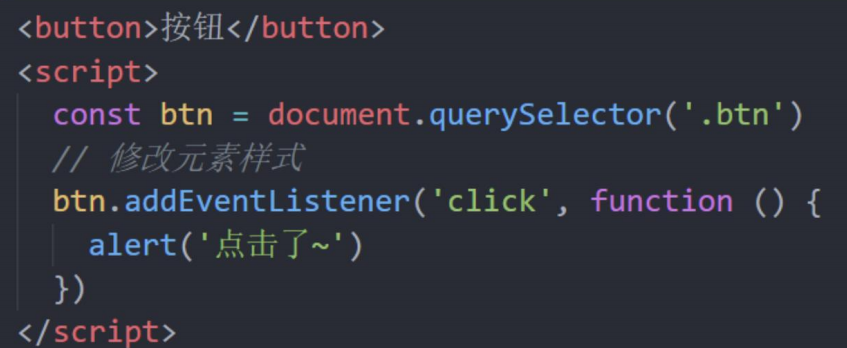 <button>按钮</button>
<script>
const btn = document.querySelector('.btn')
// 修改元素样式
btn.addEventListener('click', function () {
alert('点击了~')
})
</script>